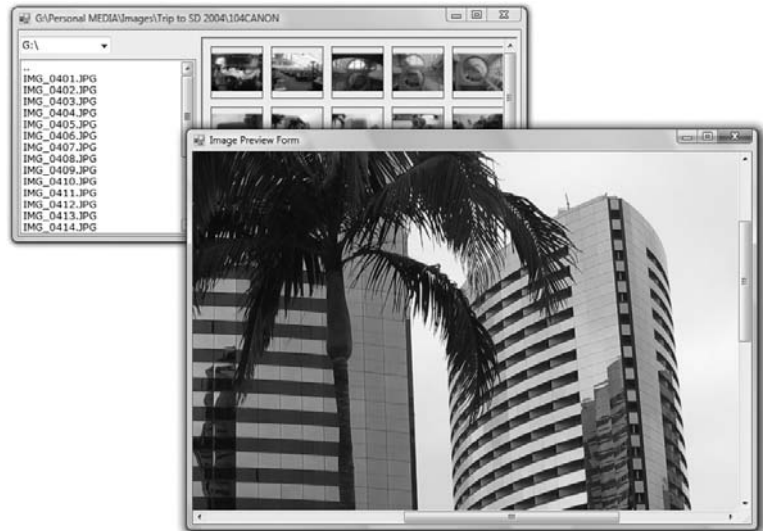 G:\Personal MEDIA\Images\Trip to SD 2004\104CANON
G:\
..
IMG_0401.JPG
IMG_0402.JPG
IMG_0403.JPG
IMG_0404.JPG
IMG_0405.JPG
IMG_0406.JPG
IMG_0407.JPG
IMG_0408.JPG
IMG_0409.JPG
IMG_0410.JPG
IMG_0411.JPG
IMG_0412.JPG
IMG_0413.JPG
IMG_0414.JPG
Image Preview Form